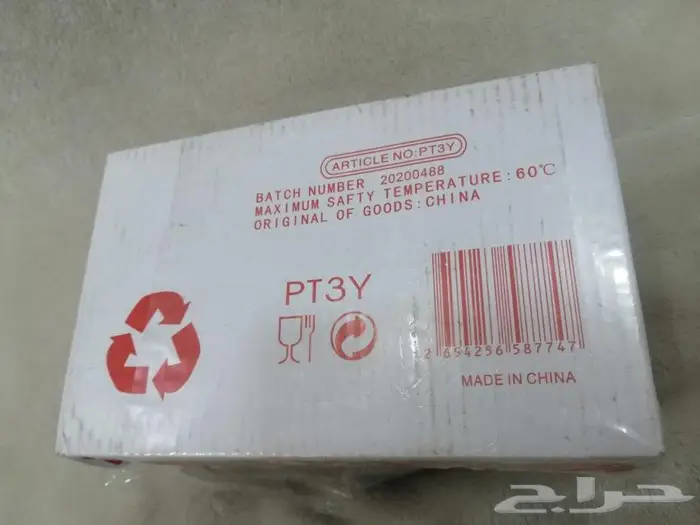 ARTICLE NO:PT3Y
BATCH NUMBER 20200488
MAXIMUM SAFTY TEMPERATURE:60℃
ORIGINAL OF GOODS:CHINA
PT3Y
2 694256 587747
MADE IN CHINA
حراج